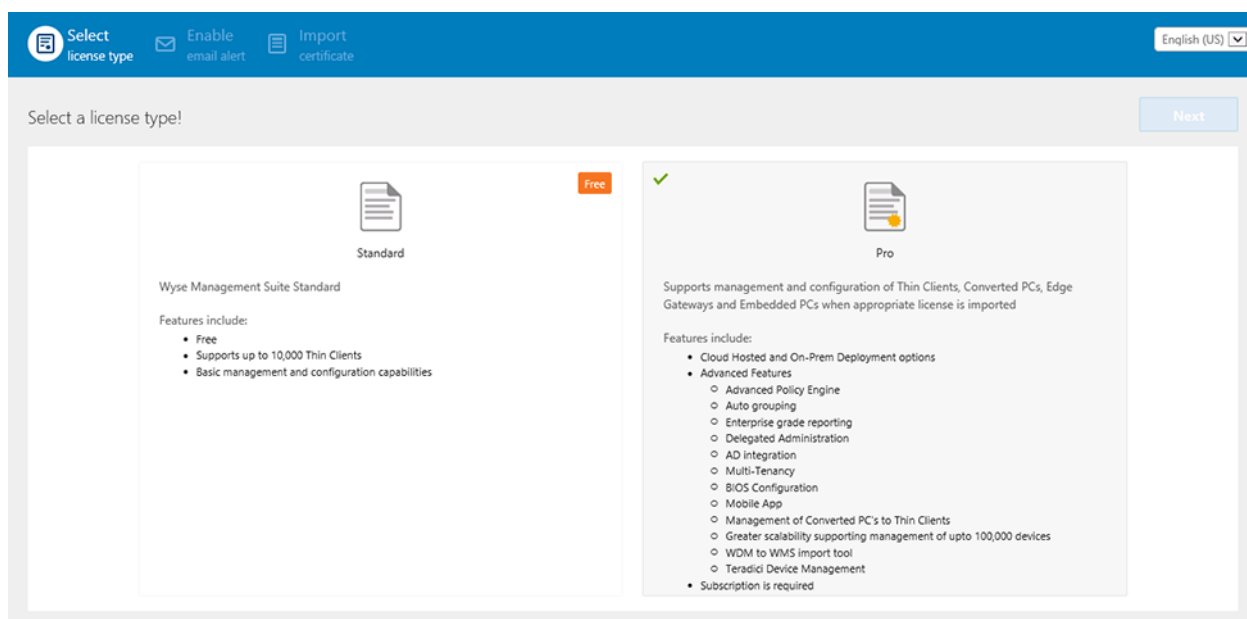 Select
license type
Enable
email alert
Import
certificate
English (US)
Select a license type!
Next
Free
Standard
Wyse Management Suite Standard
Features include:
Free
Supports up to 10,000 Thin Clients
Basic management and configuration capabilities
Pro
Supports management and configuration of Thin Clients, Converted PCs, Edge
Gateways and Embedded PCs when appropriate license is imported
Features include:
Cloud Hosted and On-Prem Deployment options
Advanced Features
Advanced Policy Engine
Auto grouping
Enterprise grade reporting
Delegated Administration
AD integration
Multi-Tenancy
BIOS Configuration
Mobile App
Management of Converted PC's to Thin Clients
Greater scalability supporting management of upto 100,000 devices
WDM to WMS import tool
Teradici Device Management
Subscription is required